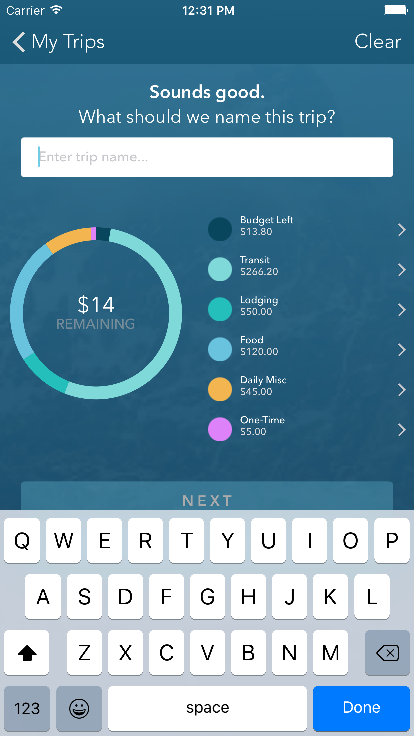 Carrier 12:31 PM
My Trips Clear
Sounds good.
What should we name this trip?
Enter trip name...
$14
REMAINING
Budget Left
$13.80
Transit
$266.20
Lodging
$50.00
Food
$120.00
Daily Misc
$45.00
One-Time
$5.00
NEXT
Q W E R T Y U I O P
A S D F G H J K L
Z X C V B N M
123 space Done